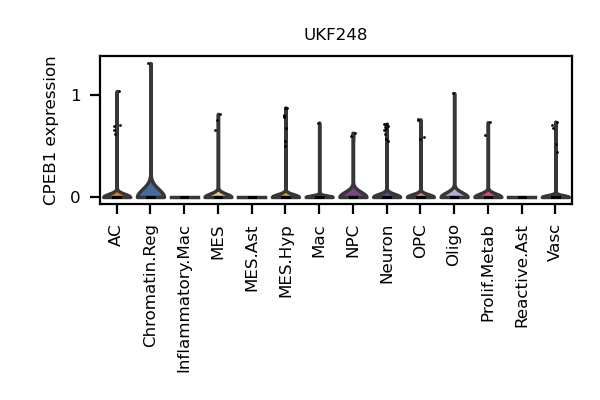 UKF248
CPEB1 expression
1
0
AC
Chromatin.Reg
Inflammatory.Mac
MES
MES.Ast
MES.Hyp
Mac
NPC
Neuron
OPC
Oligo
Prolif.Metab
Reactive.Ast
Vasc